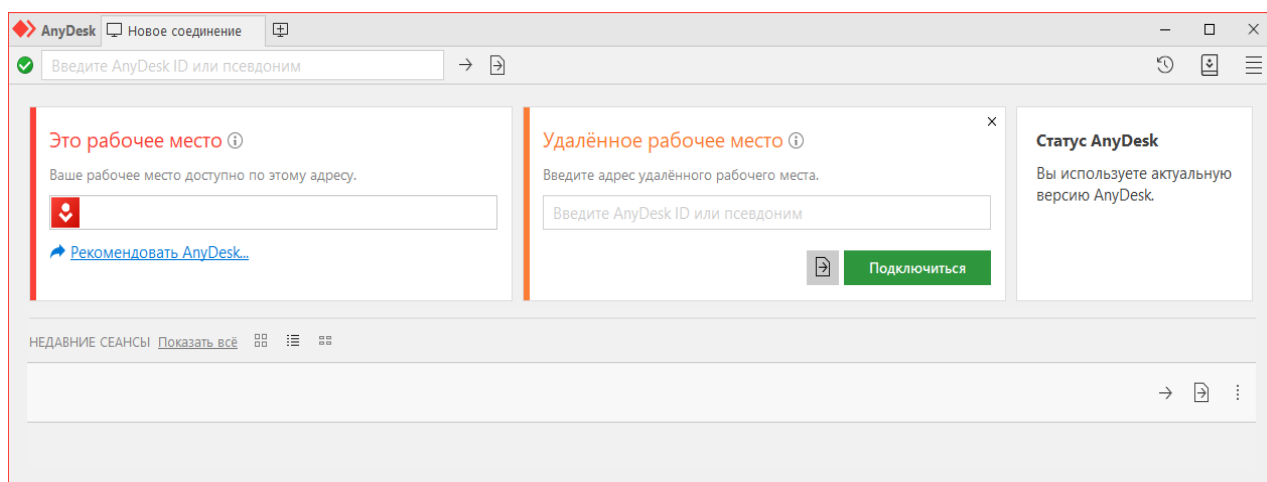 AnyDesk Новое соединение
Введите AnyDesk ID или псевдоним
Это рабочее место
Ваше рабочее место доступно по этому адресу.
Рекомендовать AnyDesk...
Удалённое рабочее место
Введите адрес удалённого рабочего места.
Введите AnyDesk ID или псевдоним
Подключиться
Статус AnyDesk
Вы используете актуальную
версию AnyDesk.
НЕДАВНИЕ СЕАНСЫ Показать всё